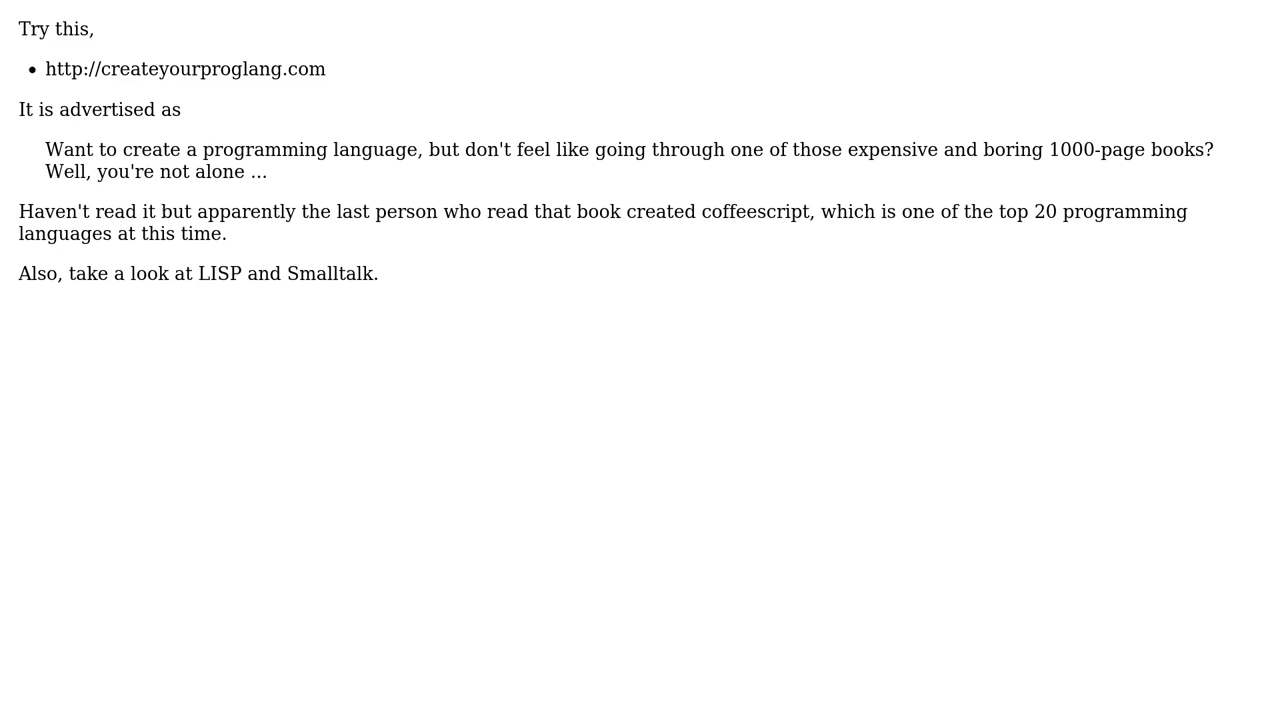 Try this,
• http://createyourproglang.com
It is advertised as
Want to create a programming language, but don't feel like going through one of those expensive and boring 1000-page books?
Well, you're not alone ...
Haven't read it but apparently the last person who read that book created coffeescript, which is one of the top 20 programming
languages at this time.
Also, take a look at LISP and Smalltalk.